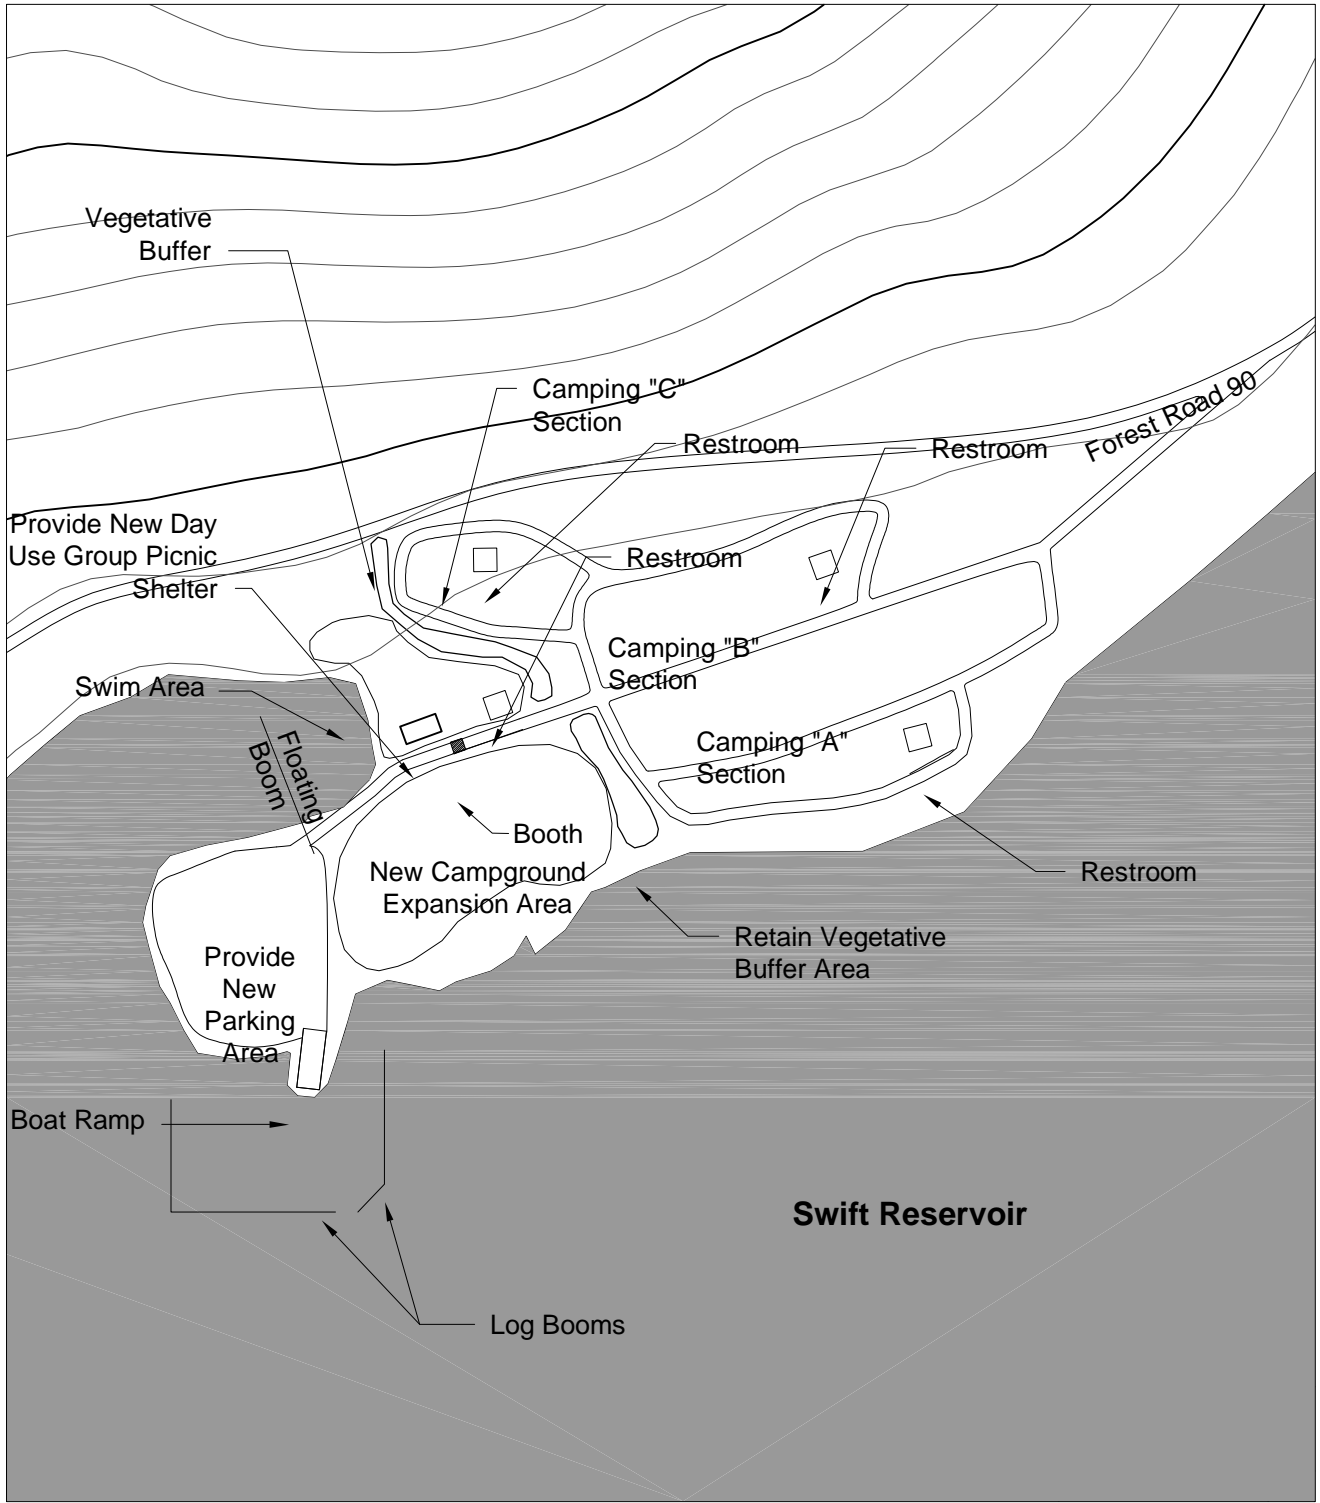 Vegetative
Buffer
Camping "C"
Section
Restroom
Restroom
Forest Road 90
Provide New Day
Use Group Picnic
Shelter
Restroom
Camping "B"
Section
Swim Area
Floating
Boom
Camping "A"
Section
Booth
New Campground
Expansion Area
Restroom
Retain Vegetative
Buffer Area
Provide
New
Parking
Area
Boat Ramp
Swift Reservoir
Log Booms